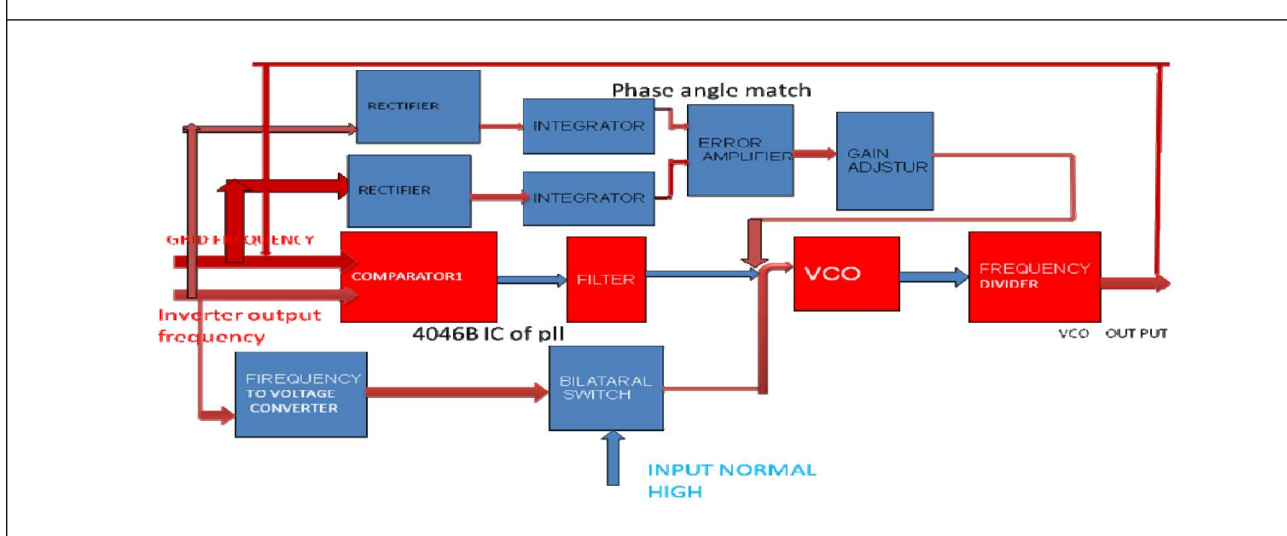 Phase angle match
RECTIFIER
INTEGRATOR
ERROR
AMPLIFIER
GAIN
ADJSTUR
RECTIFIER
INTEGRATOR
GRID FREQUENCY
COMPARATOR1
FILTER
VCO
FREQUENCY
DIVIDER
Inverter output
frequency
4046B IC of pll
VCO OUT PUT
FIREQUENCY
TO VOLTAGE
CONVERTER
BILATARAL
SWITCH
INPUT NORMAL
HIGH